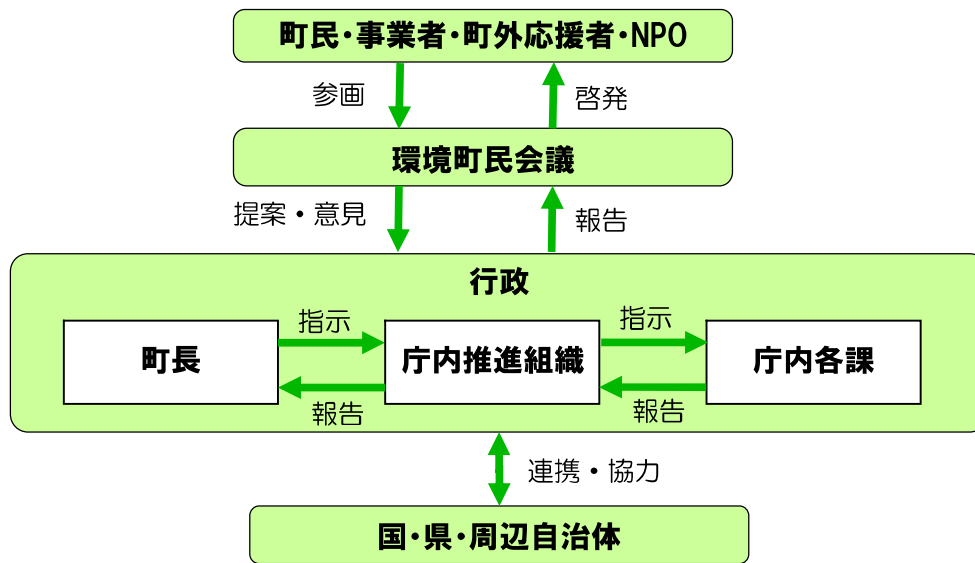 町民・事業者・町外応援者・NPO
参画
啓発
環境町民会議
提案・意見
報告
行政
指示
指示
町長
庁内推進組織
庁内各課
報告
報告
連携・協力
国・県・周辺自治体